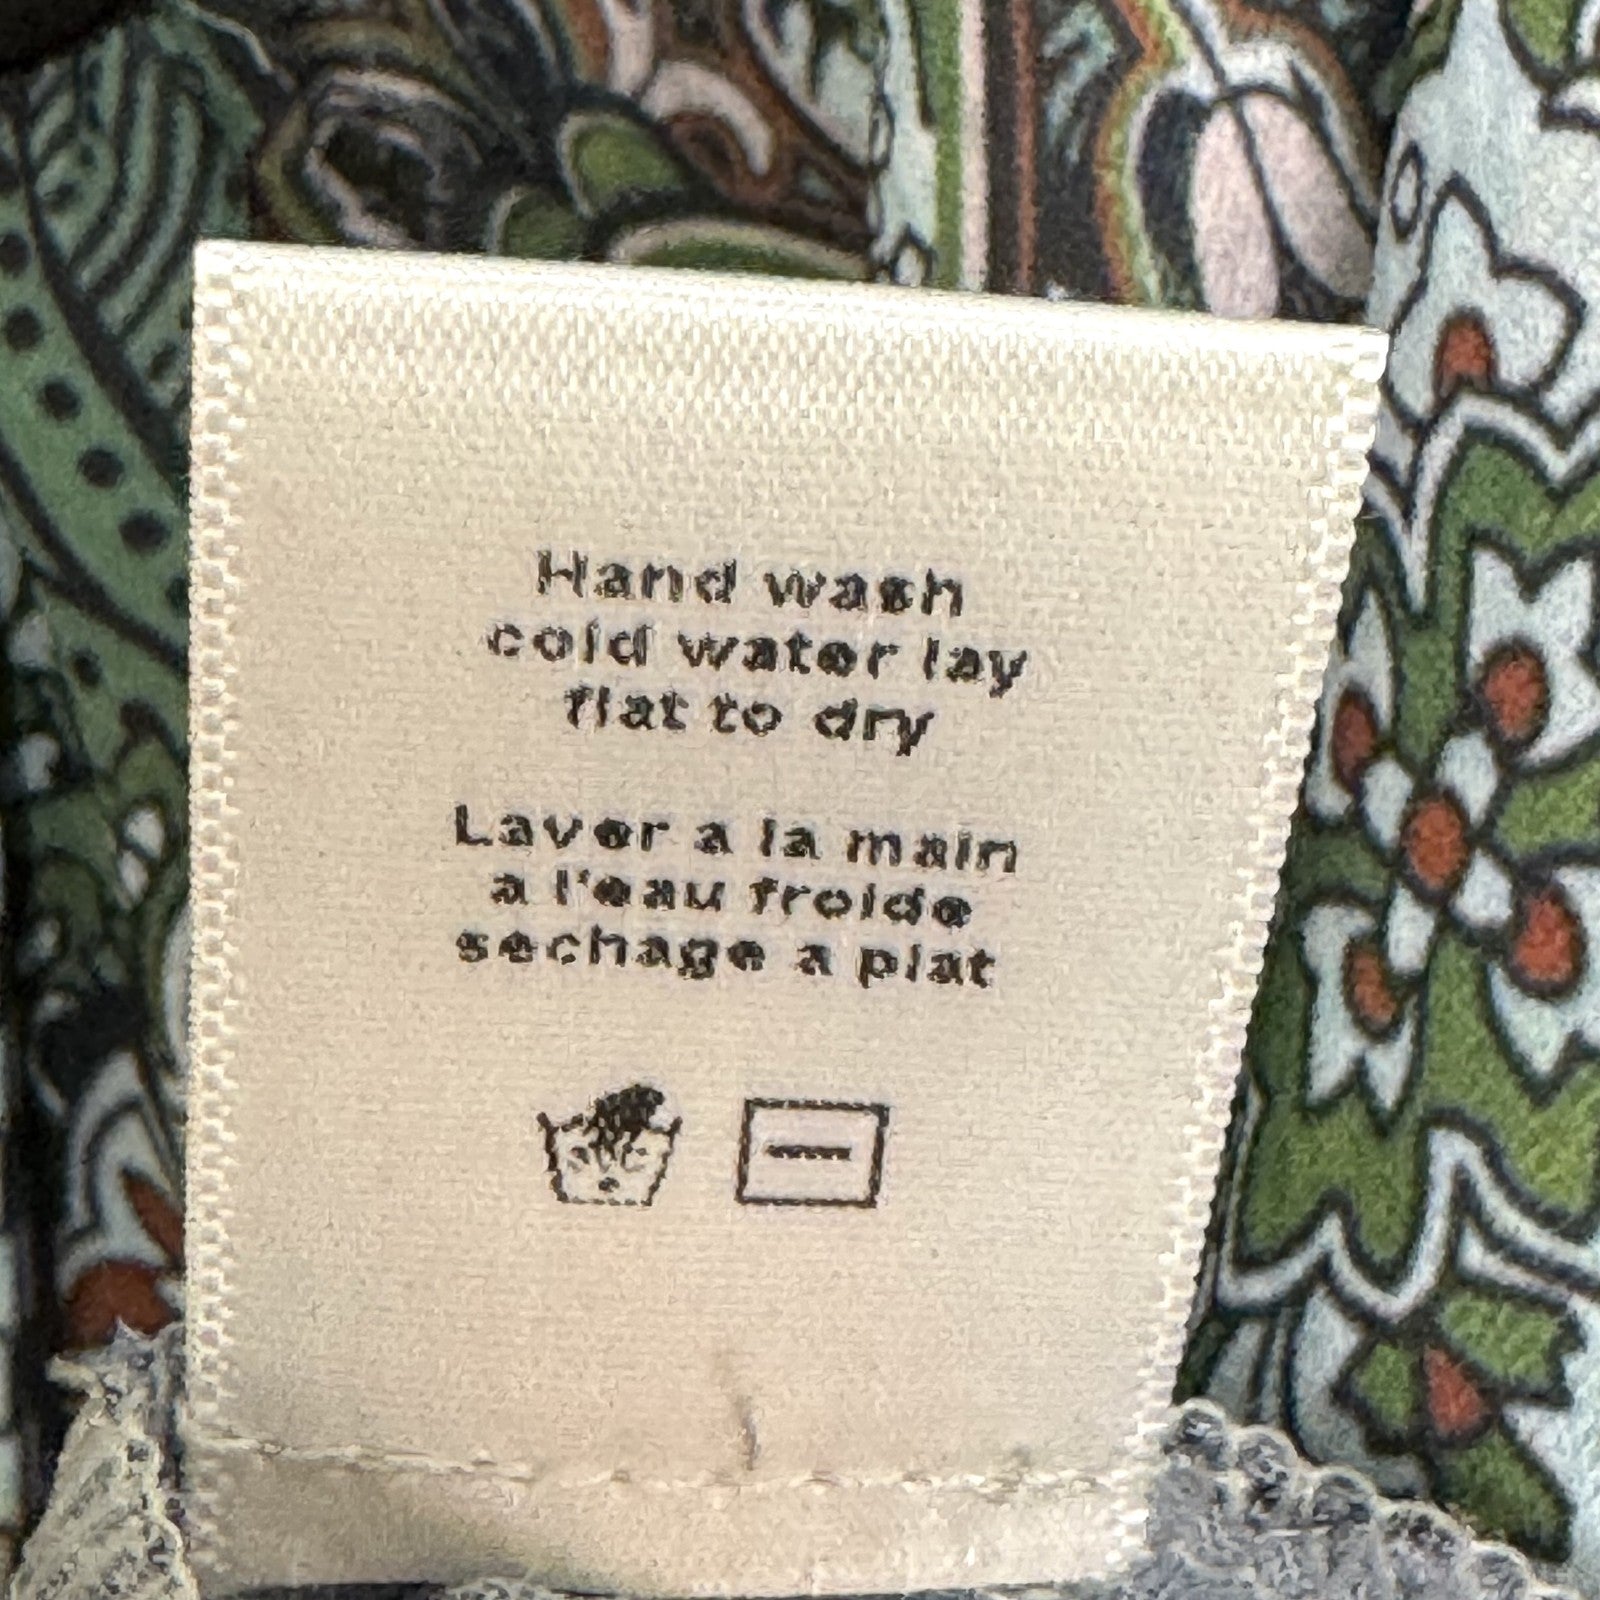 Hand wash
cold water lay
flat to dry
Laver a la main
a l'eau froide
sechage a plat